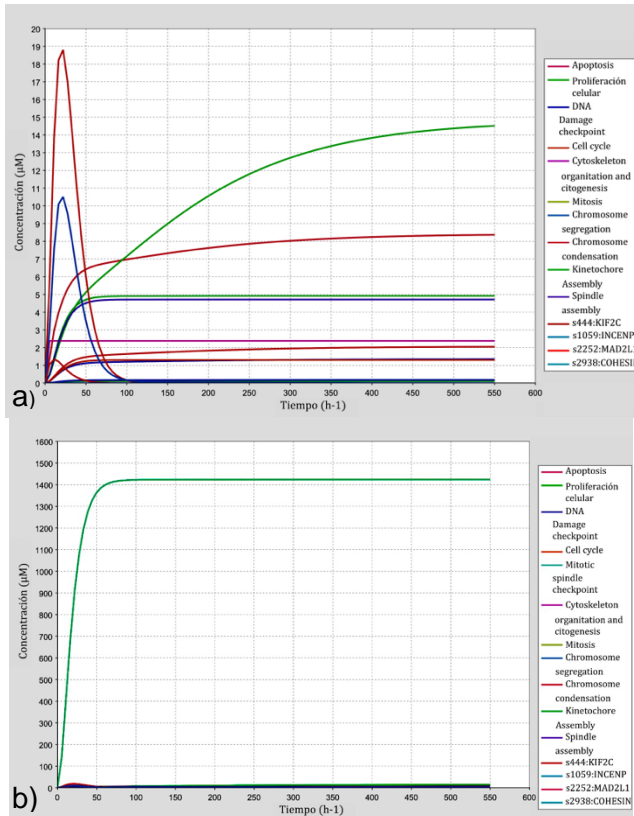 20
19
18
17
16
15
14
13
12
11
10
9
8
7
6
5
4
3
2
1
0
Concentración (µM)
0 50 100 150 200 250 300 350 400 450 500 550 600
Tiempo (h-1)
a)
Apoptosis
Proliferación
celular
DNA
Damage
checkpoint
Cell cycle
Cytoskeleton
organitation and
citogenesis
Mitosis
Chromosome
segregation
Chromosome
condensation
Kinetochore
Assembly
Spindle
assembly
s444:KIF2C
s1059:INCENP
s2252:MAD2L1
s2938:COHESIN
1600
1500
1400
1300
1200
1100
1000
900
800
700
600
500
400
300
200
100
0
Concentración (µM)
0 50 100 150 200 250 300 350 400 450 500 550 600
Tiempo (h-1)
b)
Apoptosis
Proliferación
celular
DNA
Damage
checkpoint
Cell cycle
Mitotic
spindle
checkpoint
Cytoskeleton
organitation and
citogenesis
Mitosis
Chromosome
segregation
Chromosome
condensation
Kinetochore
Assembly
Spindle
assembly
s444:KIF2C
s1059:INCENP
s2252:MAD2L1
s2938:COHESIN